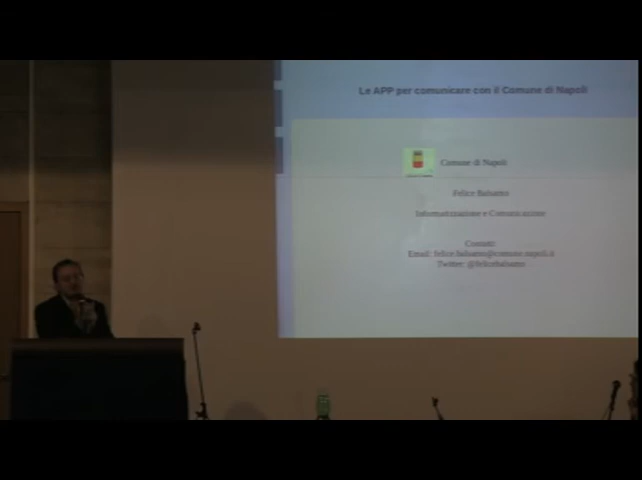 Le APP per comunicare con il Comune di Napoli
Comune di Napoli
Felice Balsamo
Informatizzazione e Comunicazione
Contatti:
Email: felice.balsamo@comune.napoli.it
Twitter: @felicebalsamo